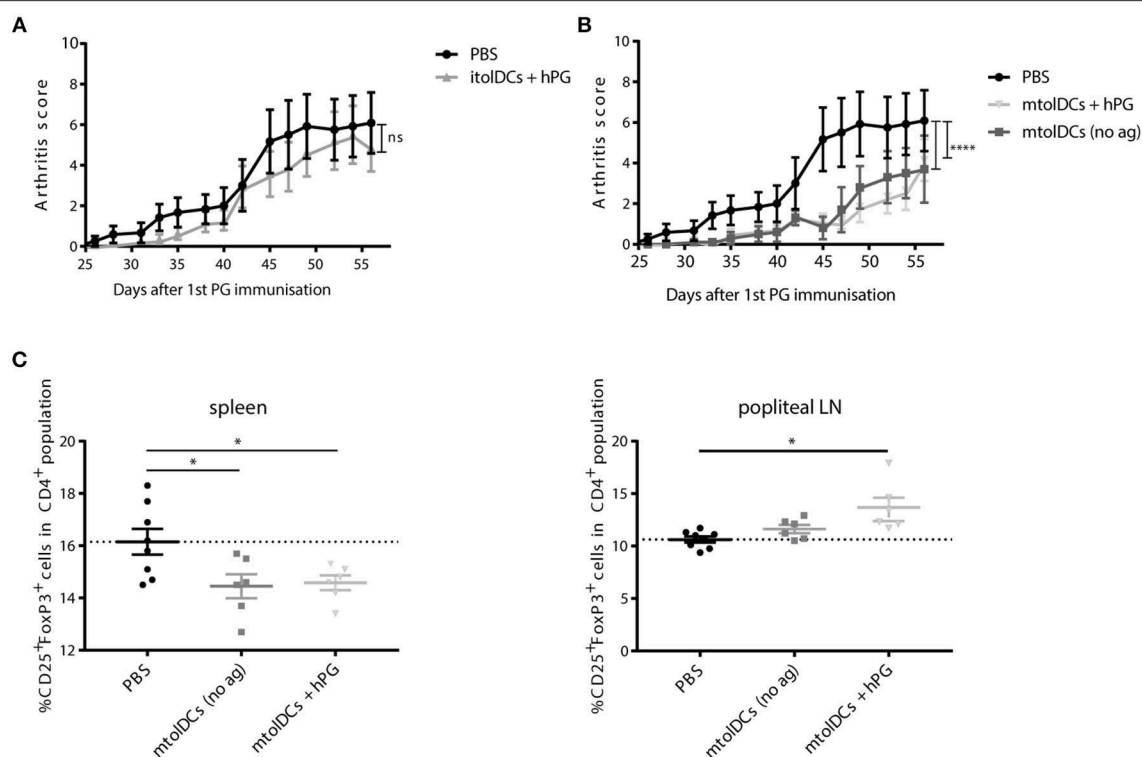 A
10
8
6
4
2
0
Arthritis score
25 30 35 40 45 50 55
Days after 1st PG immunisation
PBS
itolDCs + hPG
ns
B
10
8
6
4
2
0
Arthritis score
25 30 35 40 45 50 55
Days after 1st PG immunisation
PBS
mtolDCs + hPG
mtolDCs (no ag)
****
C
spleen
%CD25+FoxP3+ cells in CD4+ population
20
18
16
14
12
*
*
PBS
mtolDCs (no ag)
mtolDCs + hPG
popliteal LN
%CD25+FoxP3+ cells in CD4+ population
20
15
10
5
0
*
PBS
mtolDCs (no ag)
mtolDCs + hPG